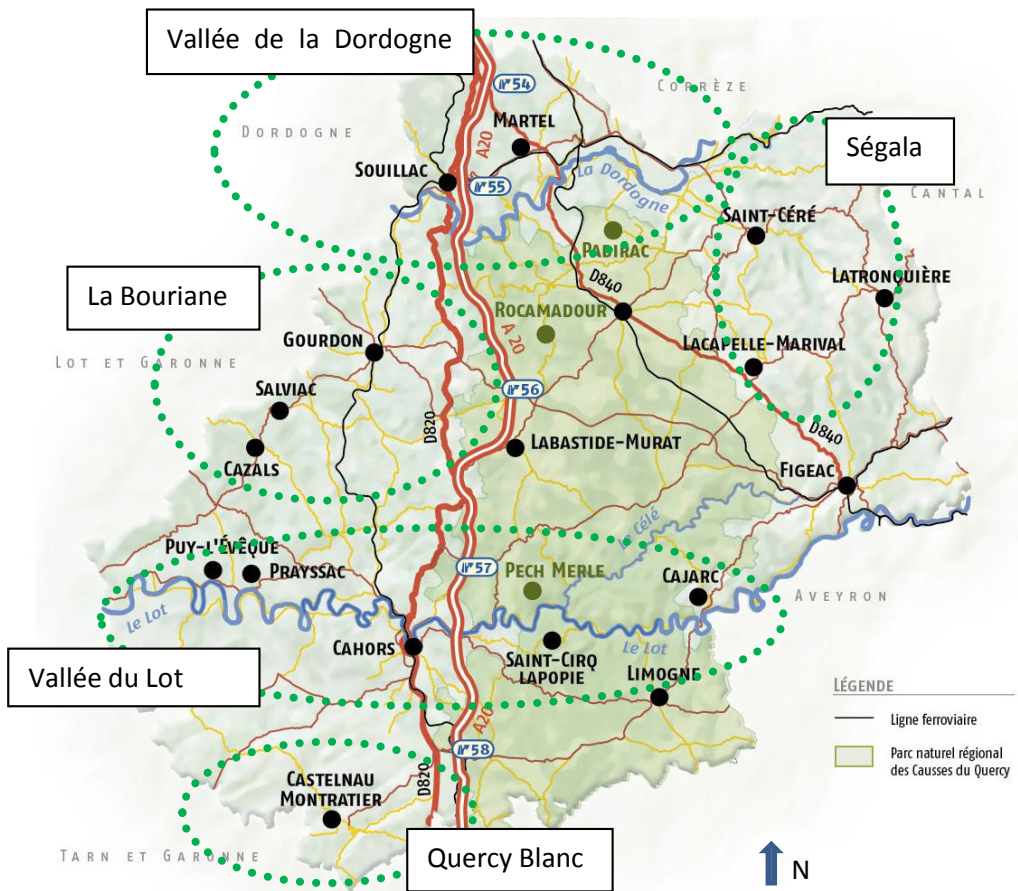 Vallée de la Dordogne
N°54
CORRÈZE
MARTEL
DORDOGNE
A20
Ségala
SOUILLAC
N°55
La Dordogne
CANTAL
SAINT-CÉRÉ
PADIRAC
D840
LATRONQUIÈRE
La Bouriane
ROCAMADOUR
A 20
GOURDON
LACAPELLE-MARIVAL
LOT ET GARONNE
SALVIAC
N°56
D820
D840
LABASTIDE-MURAT
CAZALS
FIGEAC
Le Célé
PUY-L'ÉVÊQUE
N°57
PRAYSSAC
PECH MERLE
CAJARC
AVEYRON
Le Lot
CAHORS
SAINT-CIRQ
LAPOPIE
Le Lot
Vallée du Lot
LIMOGNE
LÉGENDE
A20
Ligne ferroviaire
N°58
Parc naturel régional
des Causses du Quercy
D820
CASTELNAU
MONTRATIER
TARN ET GARONNE
Quercy Blanc
N